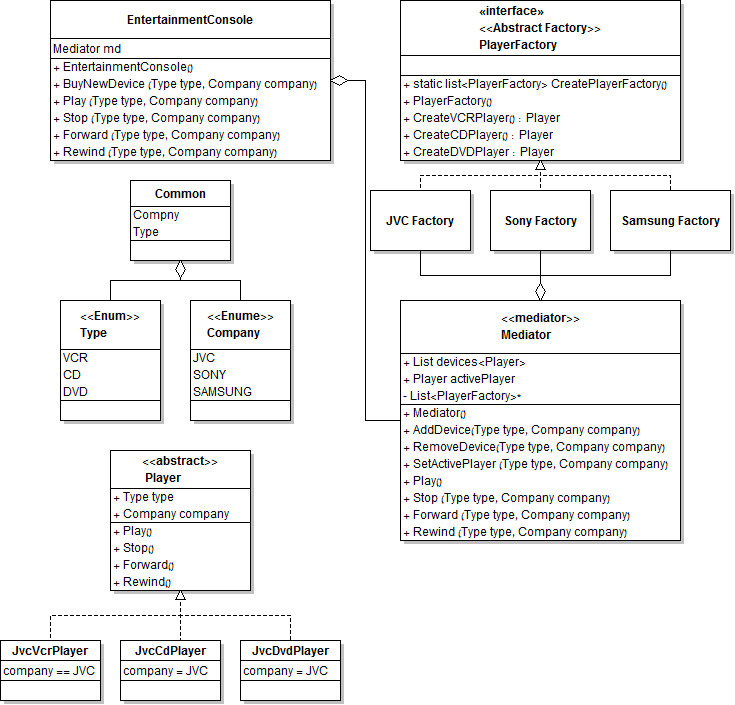 EntertainmentConsole
Mediator md
+ EntertainmentConsole()
+ BuyNewDevice (Type type, Company company)
+ Play (Type type, Company company)
+ Stop (Type type, Company company)
+ Forward (Type type, Company company)
+ Rewind (Type type, Company company)
«interface»
<<Abstract Factory>>
PlayerFactory
+ static list<PlayerFactory> CreatePlayerFactory()
+ PlayerFactory()
+ CreateVCRPlayer() : Player
+ CreateCDPlayer() : Player
+ CreateDVDPlayer : Player
Common
Compny
Type
JVC Factory
Sony Factory
Samsung Factory
<<Enum>>
Type
VCR
CD
DVD
<<Enume>>
Company
JVC
SONY
SAMSUNG
<<mediator>>
Mediator
+ List devices<Player>
+ Player activePlayer
- List<PlayerFactory>*
+ Mediator()
+ AddDevice(Type type, Company company)
+ RemoveDevice(Type type, Company company)
+ SetActivePlayer (Type type, Company company)
+ Play()
+ Stop (Type type, Company company)
+ Forward (Type type, Company company)
+ Rewind (Type type, Company company)
<<abstract>>
Player
+ Type type
+ Company company
+ Play()
+ Stop()
+ Forward()
+ Rewind()
JvcVcrPlayer
company == JVC
JvcCdPlayer
company = JVC
JvcDvdPlayer
company = JVC